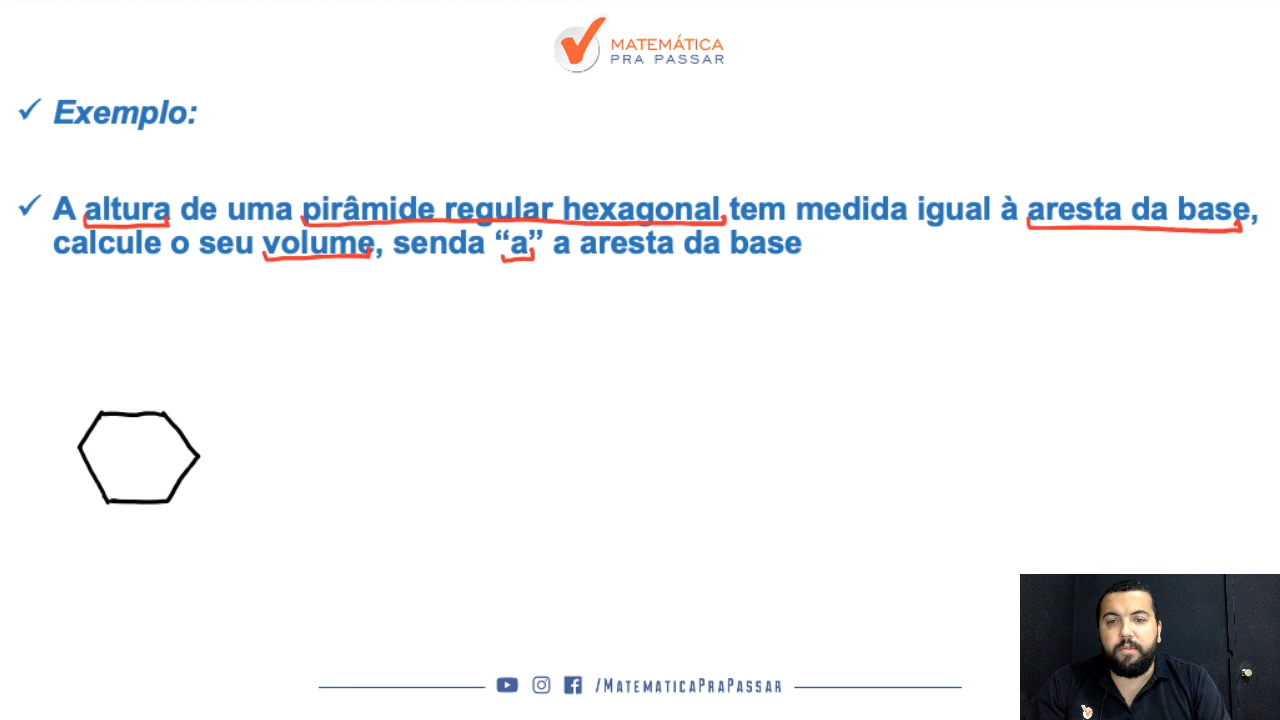 MATEMÁTICA
PRA PASSAR
Exemplo:
A altura de uma pirâmide regular hexagonal tem medida igual à aresta da base,
calcule o seu volume, senda “a” a aresta da base
/MATEMATICAPRAPASSAR